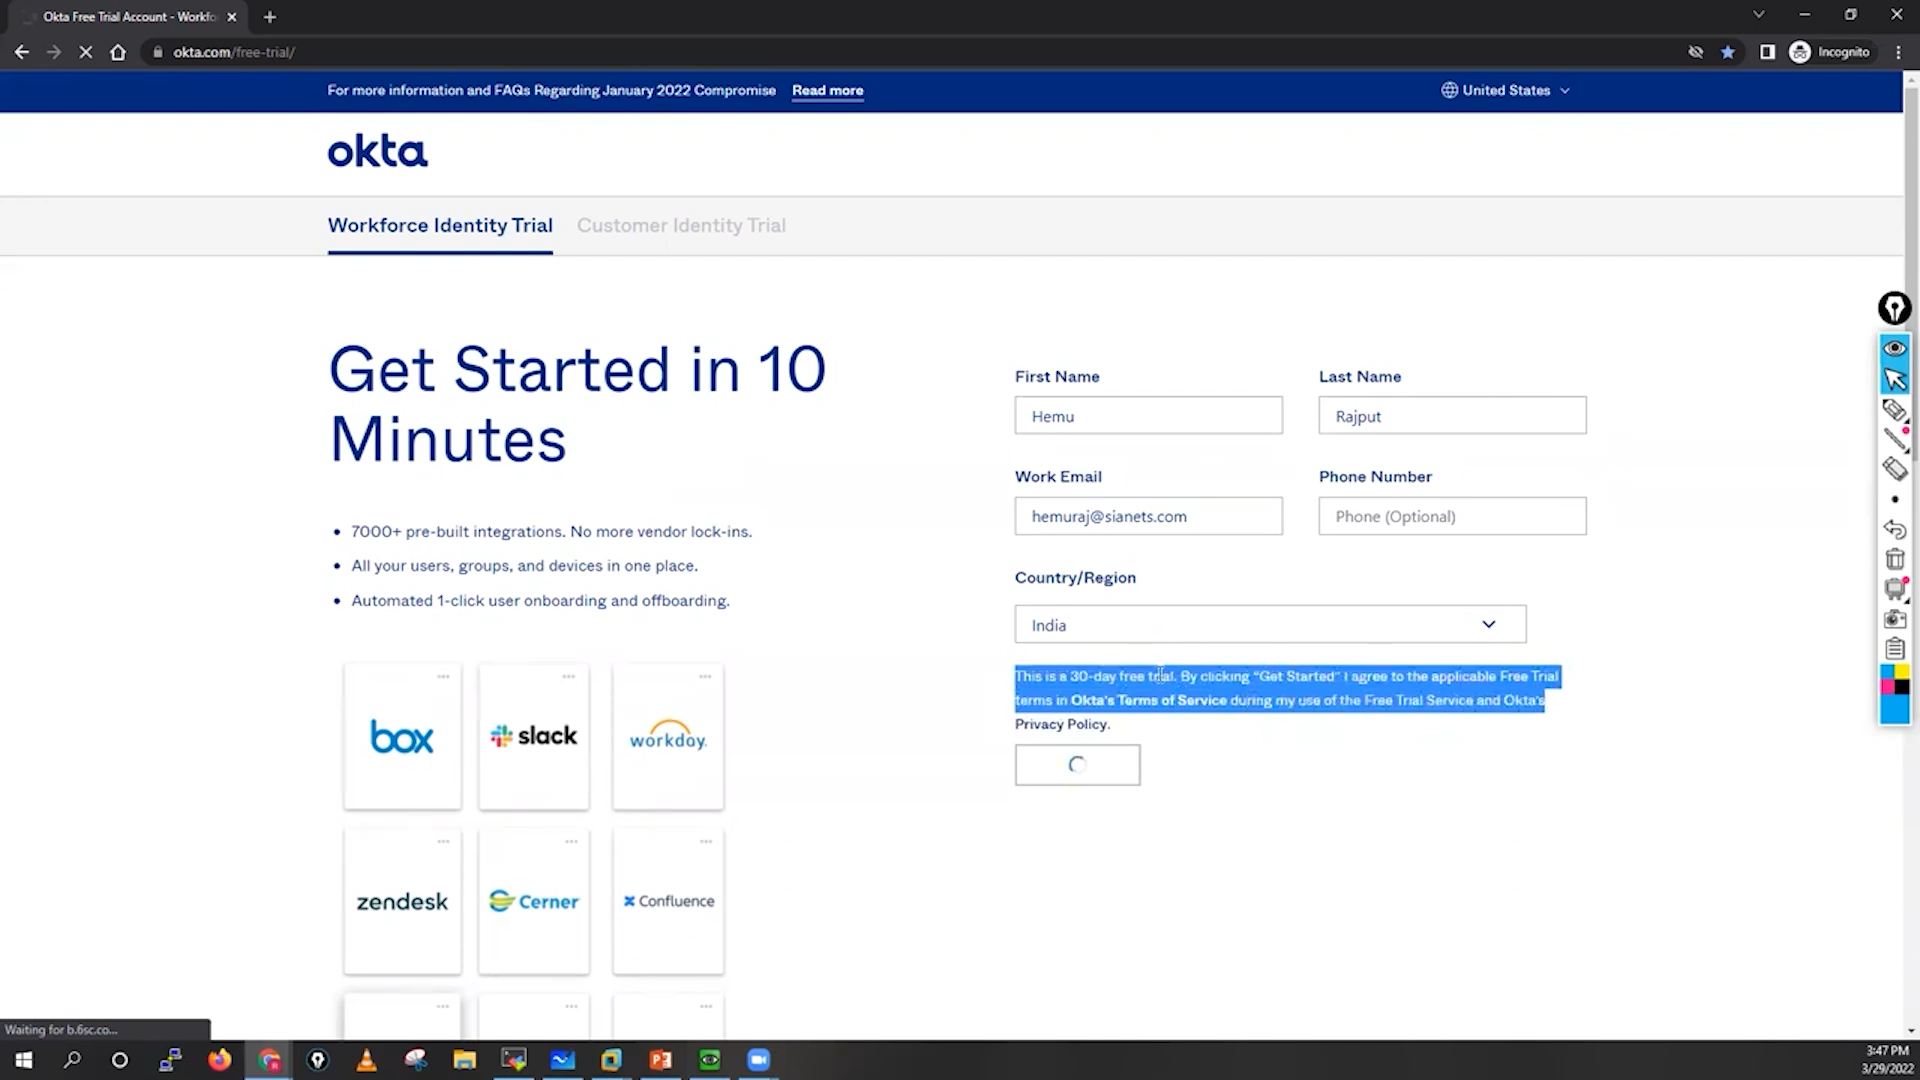 Okta Free Trial Account - Workfo
okta.com/free-trial/
Incognito
For more information and FAQs Regarding January 2022 Compromise Read more
United States
okta
Workforce Identity Trial Customer Identity Trial
Get Started in 10
Minutes
7000+ pre-built integrations. No more vendor lock-ins.
All your users, groups, and devices in one place.
Automated 1-click user onboarding and offboarding.
box slack workday.
zendesk Cerner Confluence
First Name Last Name
Hemu Rajput
Work Email Phone Number
hemuraj@sianets.com Phone (Optional)
Country/Region
India
This is a 30-day free trial. By clicking “Get Started” I agree to the applicable Free Trial
terms in Okta's Terms of Service during my use of the Free Trial Service and Okta's
Privacy Policy.
Waiting for b.6sc.co...
3:47 PM
3/29/2022